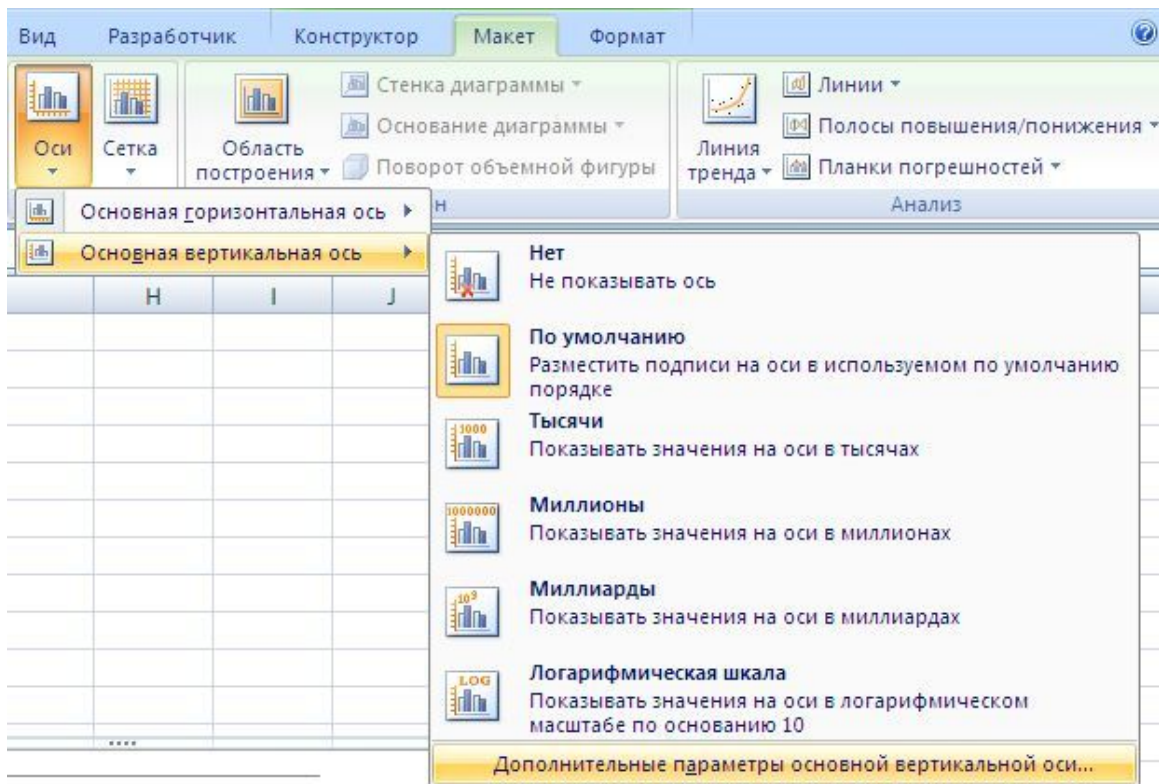 Вид Разработчик Конструктор Макет Формат
Оси
Сетка
Область
построения
Стенка диаграммы
Основание диаграммы
Поворот объемной фигуры
Линия
тренда
Линии
Полосы повышения/понижения
Планки погрешностей
н
Анализ
Основная горизонтальная ось
Основная вертикальная ось
H I J
Нет
Не показывать ось
По умолчанию
Разместить подписи на оси в используемом по умолчанию
порядке
1000
Тысячи
Показывать значения на оси в тысячах
1000000
Миллионы
Показывать значения на оси в миллионах
10⁹
Миллиарды
Показывать значения на оси в миллиардах
LOG
Логарифмическая шкала
Показывать значения на оси в логарифмическом
масштабе по основанию 10
Дополнительные параметры основной вертикальной оси...